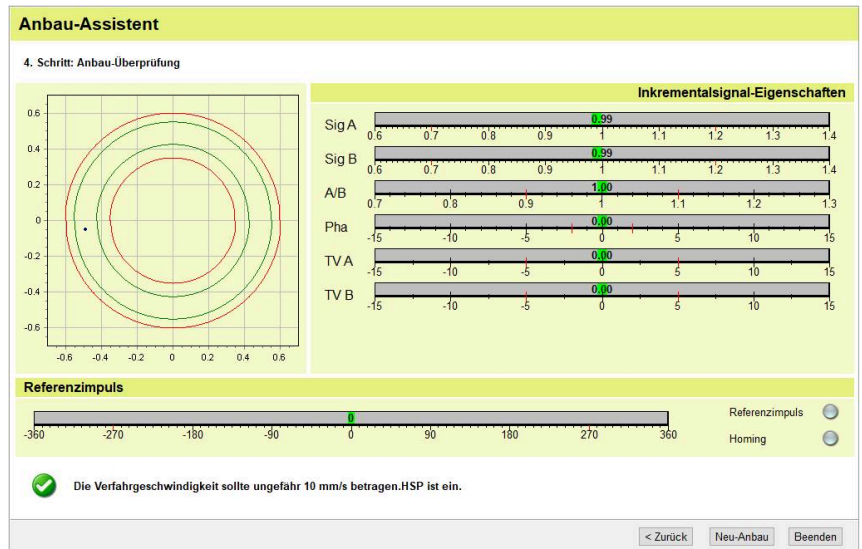 Anbau-Assistent
4. Schritt: Anbau-Überprüfung
Inkrementalsignal-Eigenschaften
0.6
0.4
0.2
0
-0.2
-0.4
-0.6
-0.6 -0.4 -0.2 0 0.2 0.4 0.6
Sig A 0.99
0.6 0.7 0.8 0.9 1 1.1 1.2 1.3 1.4
Sig B 0.99
0.6 0.7 0.8 0.9 1 1.1 1.2 1.3 1.4
A/B 1.00
0.7 0.8 0.9 1 1.1 1.2 1.3
Pha 0.00
-15 -10 -5 0 5 10 15
TV A 0.00
-15 -10 -5 0 5 10 15
TV B 0.00
-15 -10 -5 0 5 10 15
Referenzimpuls
0
-360 -270 -180 -90 0 90 180 270 360
Referenzimpuls
Homing
Die Verfahrgeschwindigkeit sollte ungefähr 10 mm/s betragen.HSP ist ein.
< Zurück Neu-Anbau Beenden